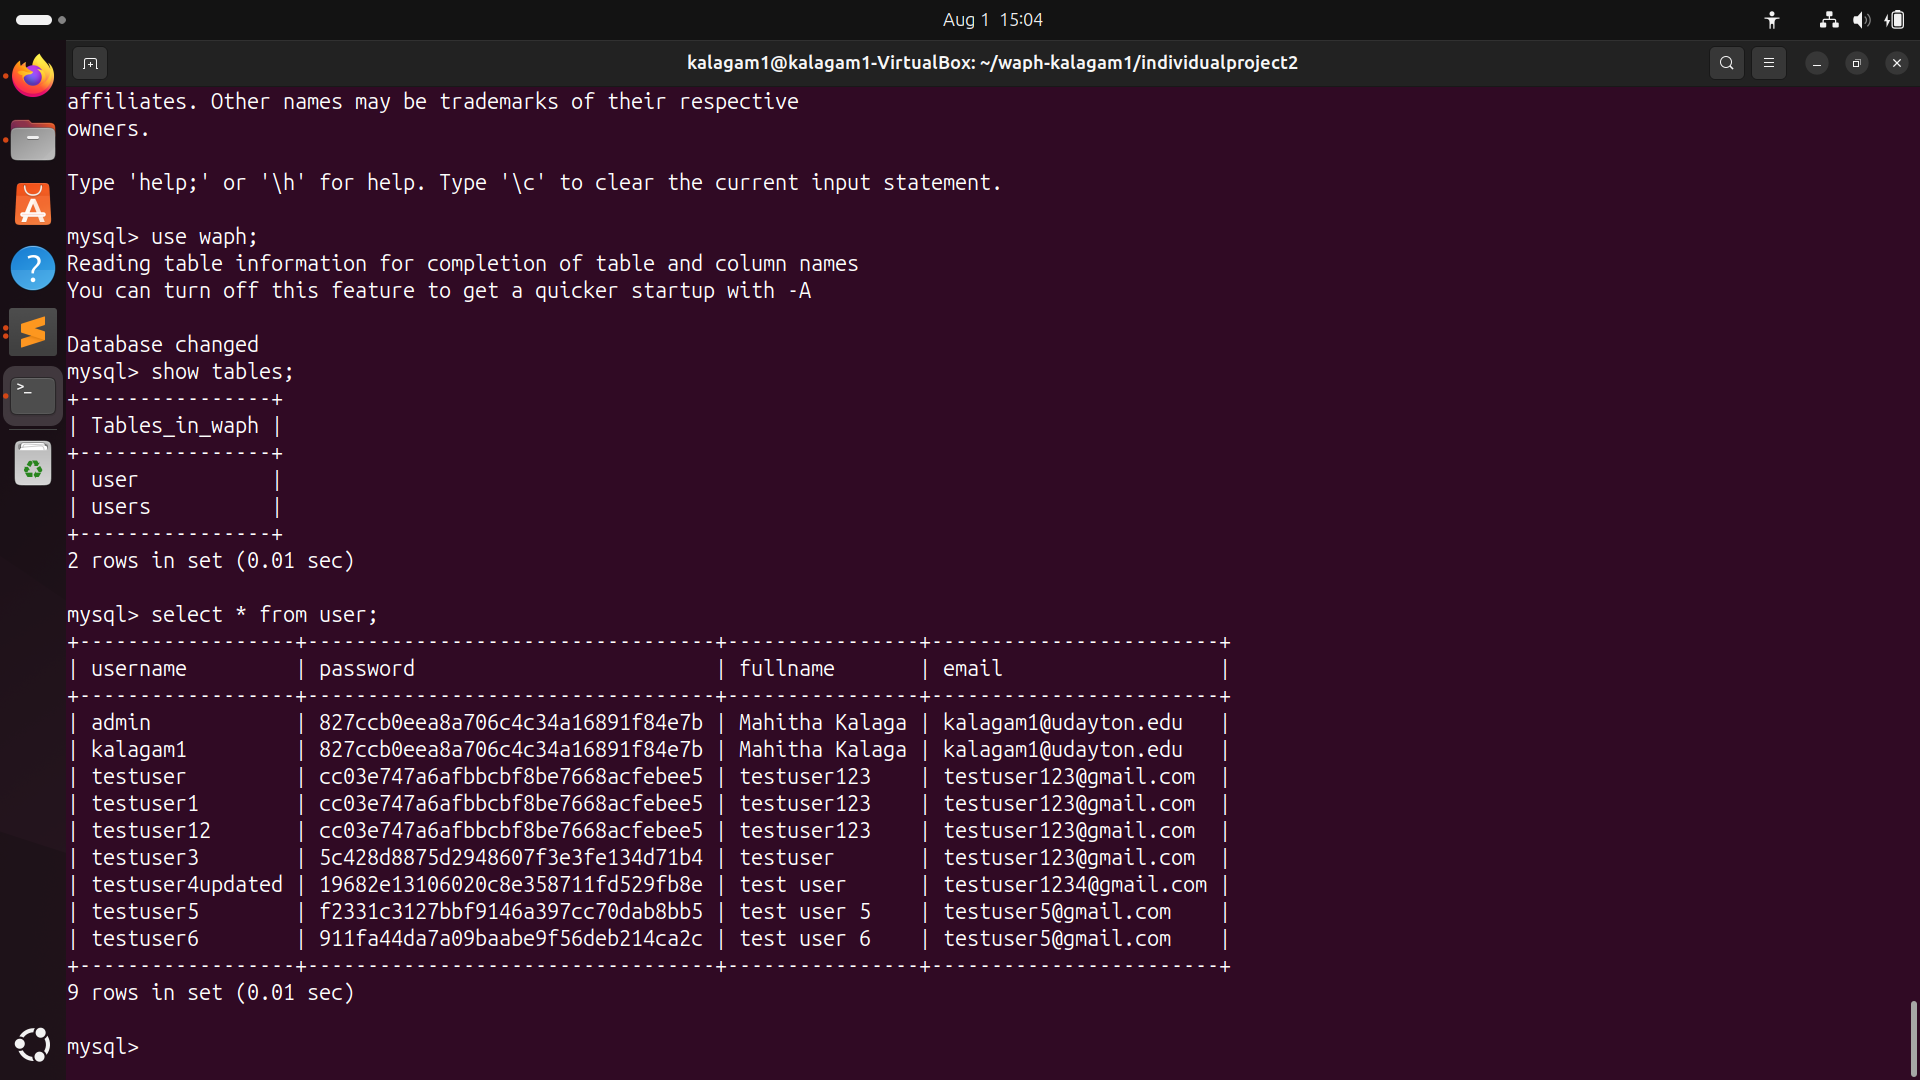 Aug 1 15:04
kalagam1@kalagam1-VirtualBox: ~/waph-kalagam1/individualproject2
affiliates. Other names may be trademarks of their respective
owners.
Type 'help;' or '\h' for help. Type '\c' to clear the current input statement.
mysql> use waph;
Reading table information for completion of table and column names
You can turn off this feature to get a quicker startup with -A
Database changed
mysql> show tables;
+----------------+
| Tables_in_waph |
+----------------+
| user           |
| users          |
+----------------+
2 rows in set (0.01 sec)
mysql> select * from user;
+------------------+----------------------------------+----------------+------------------------+
| username         | password                         | fullname       | email                  |
+------------------+----------------------------------+----------------+------------------------+
| admin            | 827ccb0eea8a706c4c34a16891f84e7b | Mahitha Kalaga | kalagam1@udayton.edu   |
| kalagam1         | 827ccb0eea8a706c4c34a16891f84e7b | Mahitha Kalaga | kalagam1@udayton.edu   |
| testuser         | cc03e747a6afbbcbf8be7668acfebee5 | testuser123    | testuser123@gmail.com  |
| testuser1        | cc03e747a6afbbcbf8be7668acfebee5 | testuser123    | testuser123@gmail.com  |
| testuser12       | cc03e747a6afbbcbf8be7668acfebee5 | testuser123    | testuser123@gmail.com  |
| testuser3        | 5c428d8875d2948607f3e3fe134d71b4 | testuser       | testuser123@gmail.com  |
| testuser4updated | 19682e13106020c8e358711fd529fb8e | test user      | testuser1234@gmail.com |
| testuser5        | f2331c3127bbf9146a397cc70dab8bb5 | test user 5    | testuser5@gmail.com    |
| testuser6        | 911fa44da7a09baabe9f56deb214ca2c | test user 6    | testuser5@gmail.com    |
+------------------+----------------------------------+----------------+------------------------+
9 rows in set (0.01 sec)
mysql>